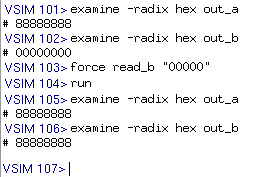 VSIM 101> examine -radix hex out_a
# 88888888
VSIM 102> examine -radix hex out_b
# 00000000
VSIM 103> force read_b "00000"
VSIM 104> run
VSIM 105> examine -radix hex out_a
# 88888888
VSIM 106> examine -radix hex out_b
# 88888888
VSIM 107>